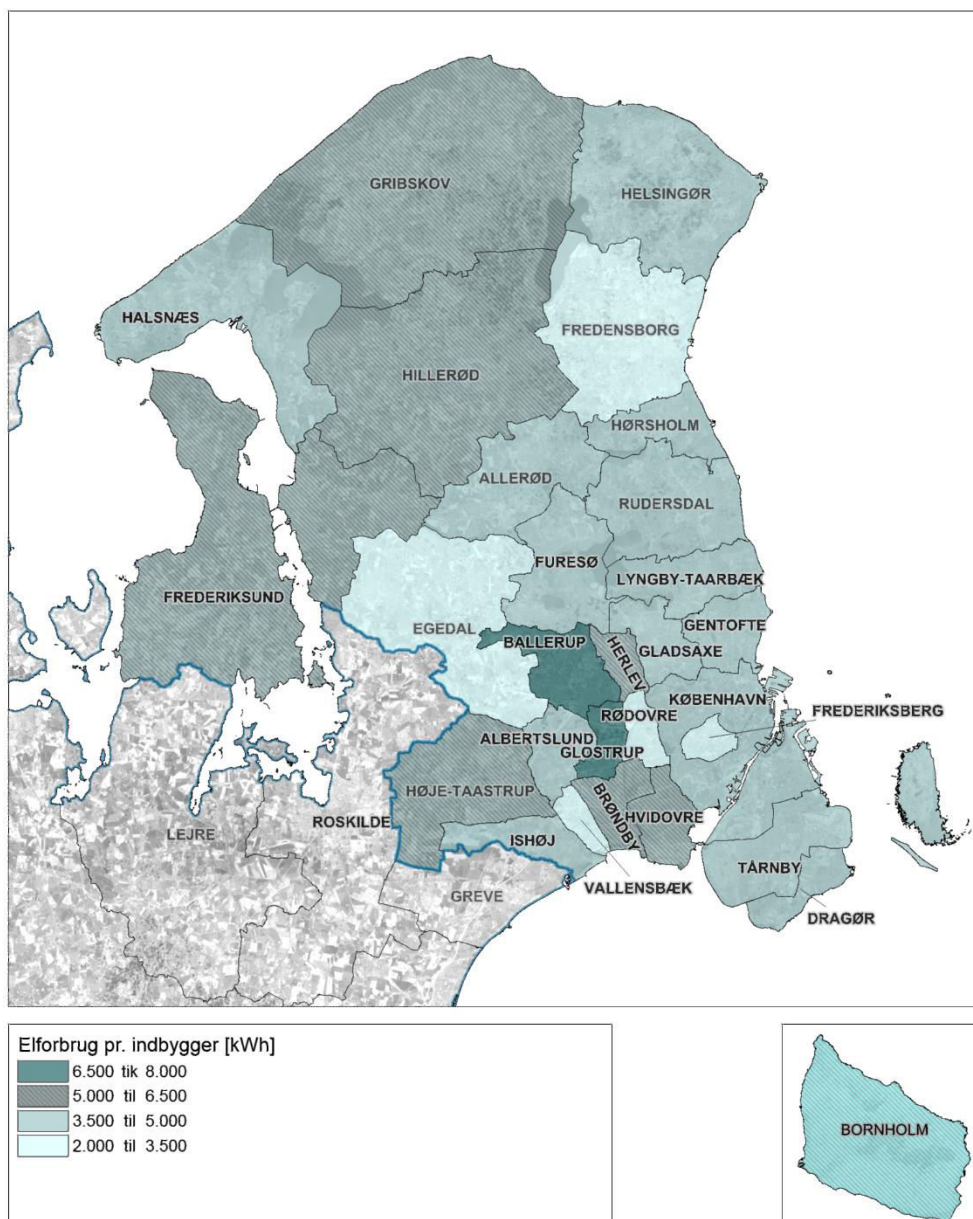 GRIBSKOV
HELSINGØR
HALSNÆS
FREDENSBORG
HILLERØD
HØRSHOLM
ALLERØD
RUDERSDAL
FURESØ
LYNGBY-TAARBÆK
FREDERIKSUND
GENTOFTE
EGEDAL
BALLERUP
HERLEV
GLADSAXE
KØBENHAVN
FREDERIKSBERG
RØDOVRE
ALBERTSLUND
GLOSTRUP
HØJE-TAASTRUP
BRØNDBY
HVIDOVRE
ROSKILDE
LEJRE
ISHØJ
TÅRNBY
VALLENSBÆK
GREVE
DRAGØR
Elforbrug pr. indbygger [kWh]
6.500 tik 8.000
5.000 til 6.500
3.500 til 5.000
2.000 til 3.500
BORNHOLM